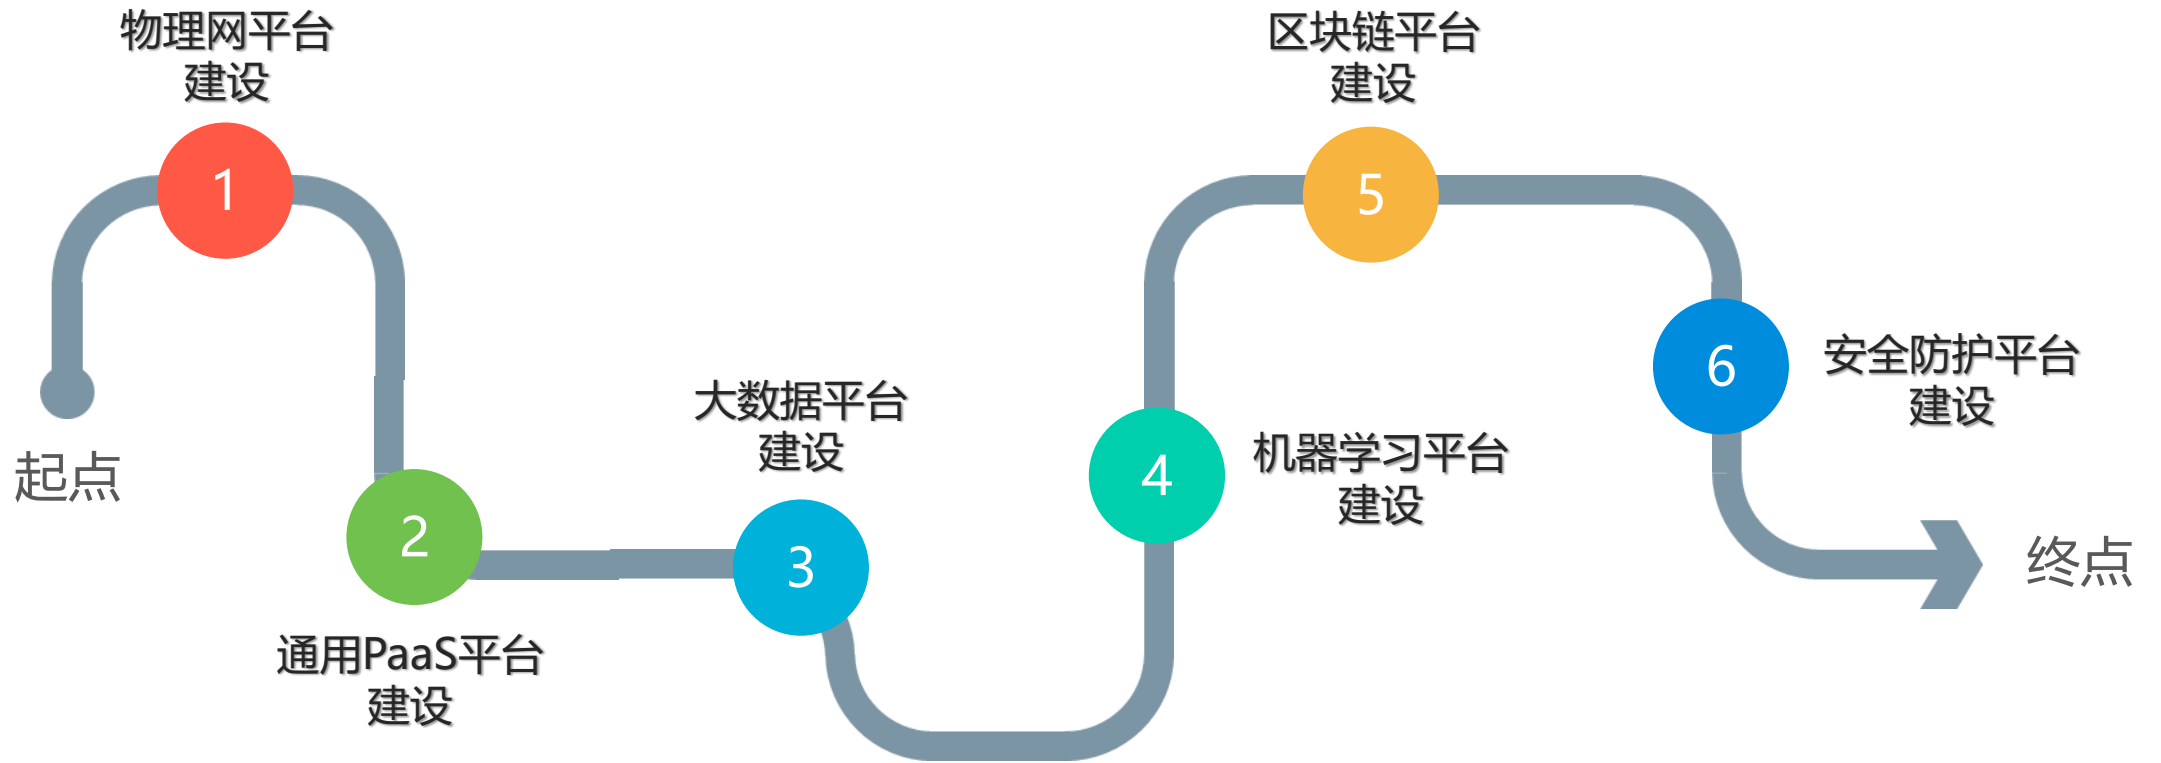 物理网平台
建设
1
起点
2
通用PaaS平台
建设
大数据平台
建设
3
4
机器学习平台
建设
区块链平台
建设
5
6
安全防护平台
建设
终点